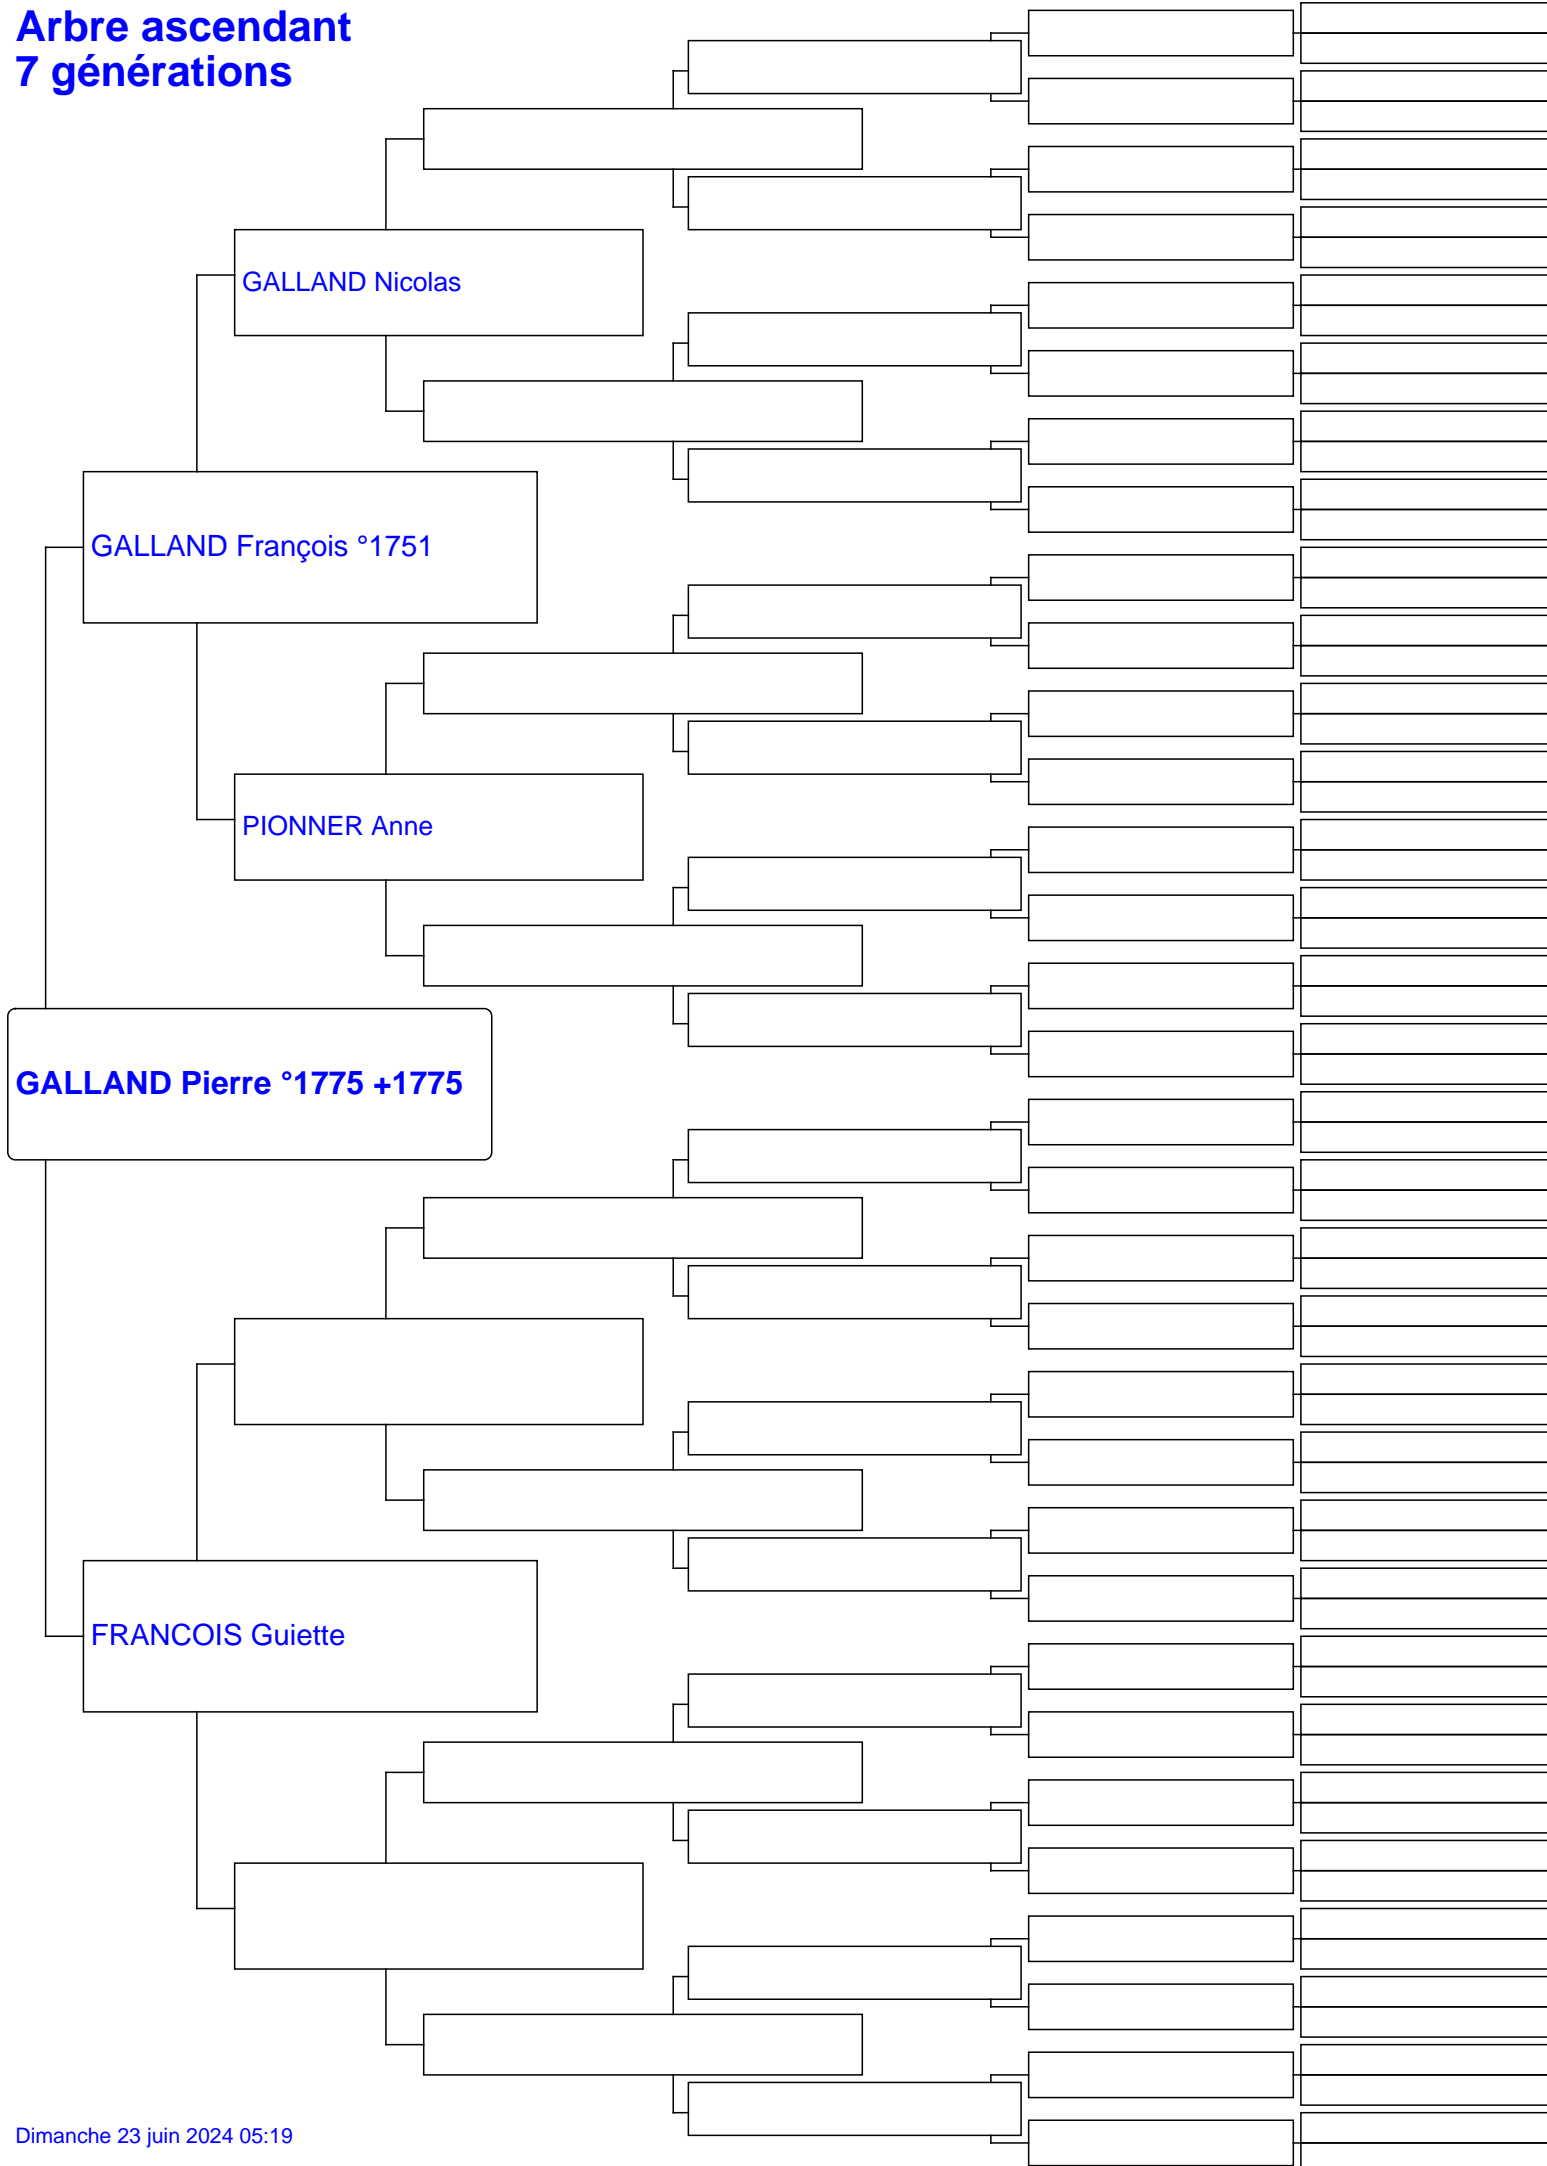 Arbre ascendant
7 générations
GALLAND Nicolas
GALLAND François °1751
PIONNER Anne
GALLAND Pierre °1775 +1775
FRANCOIS Guiette
Dimanche 23 juin 2024 05:19